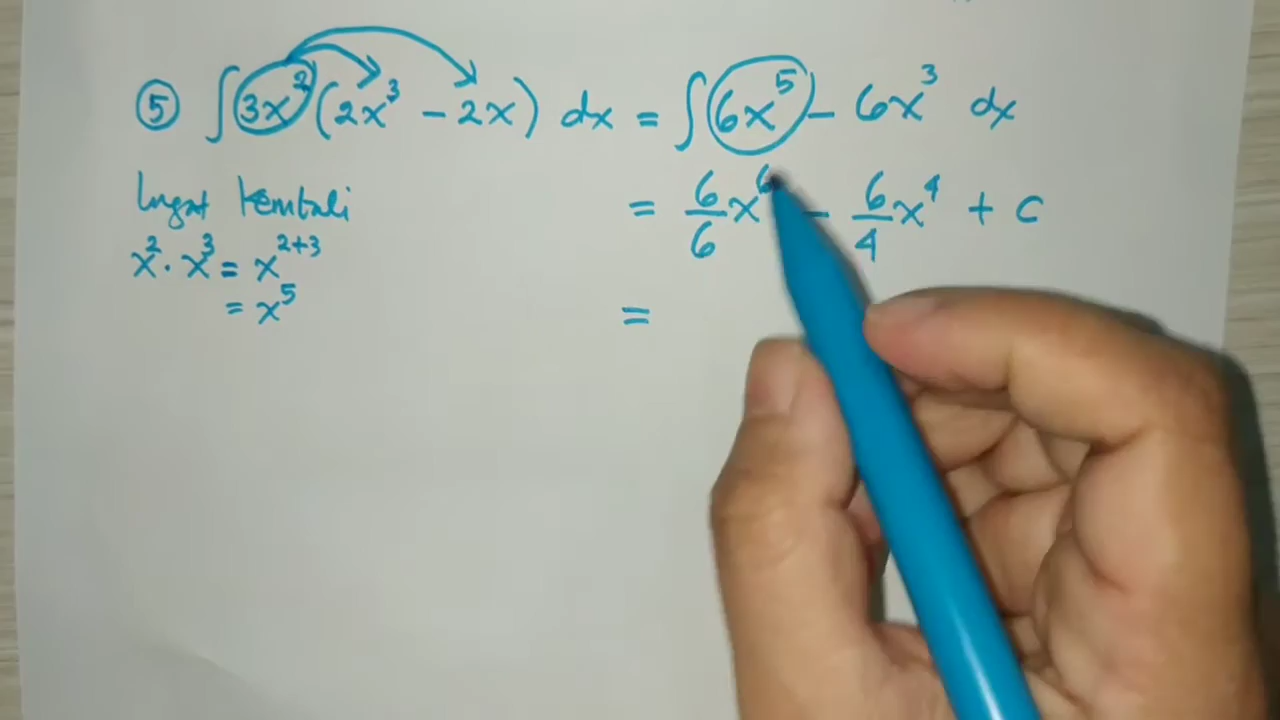 ⑤ ∫ 3x² (2x³ - 2x) dx = ∫ 6x⁵ - 6x³ dx
= 6/6 x⁶ - 6/4 x⁴ + c
Ingat kembali
x² · x³ = x²⁺³
= x⁵
=